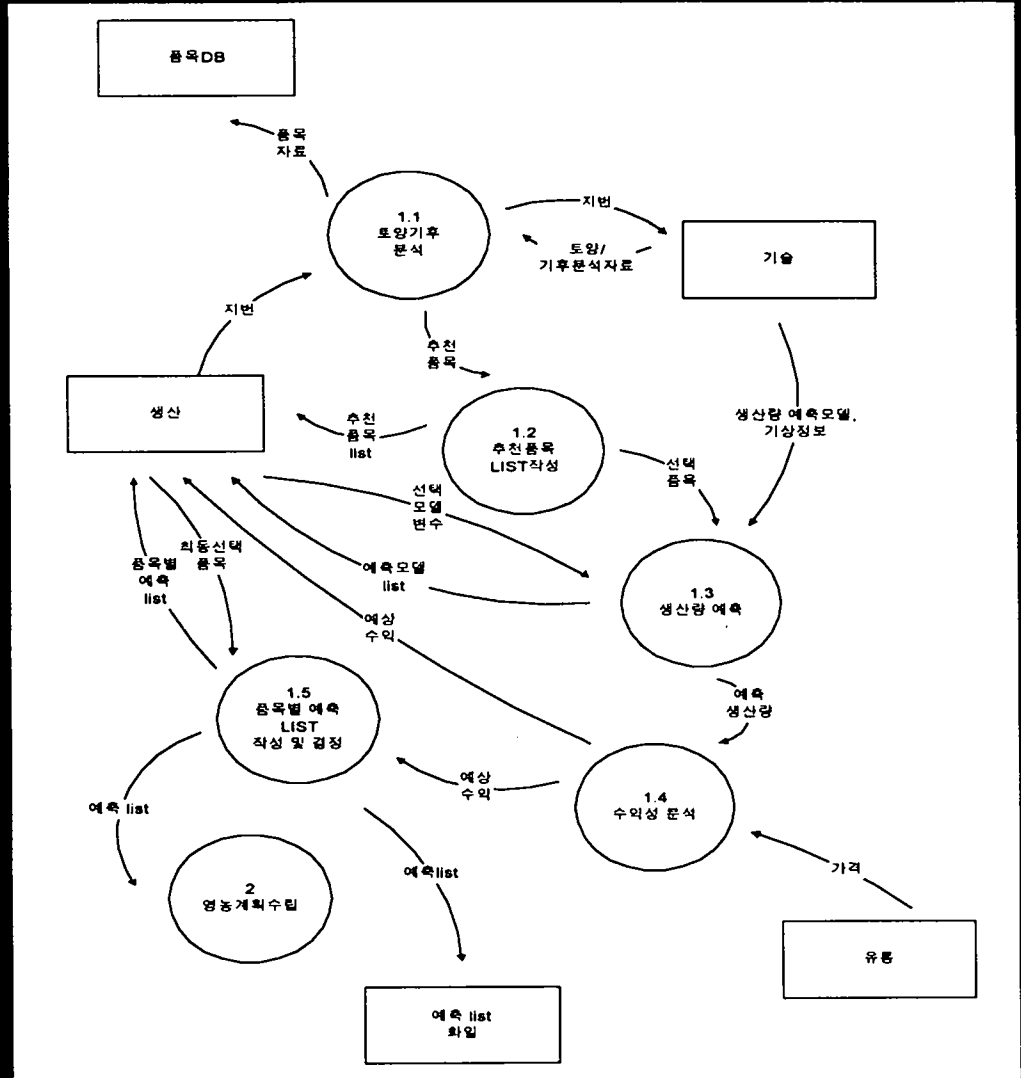 품목DB
품목
자료
1.1
토양기후
분석
지번
토양/
기후분석자료
기술
지번
추천
품목
생산
추천
품목
list
1.2
추천품목
LIST작성
생산량 예측모델,
기상정보
선택
품목
선택
모델
변수
희동선택
품목
품목별
예측
list
예측모델
list
1.3
생산량 예측
예상
수익
예측
생산량
1.5
품목별 예측
LIST
작성 및 결정
예상
수익
1.4
수익성 분석
예측 list
예측list
가격
2
영농계획수립
유통
예측 list
화일